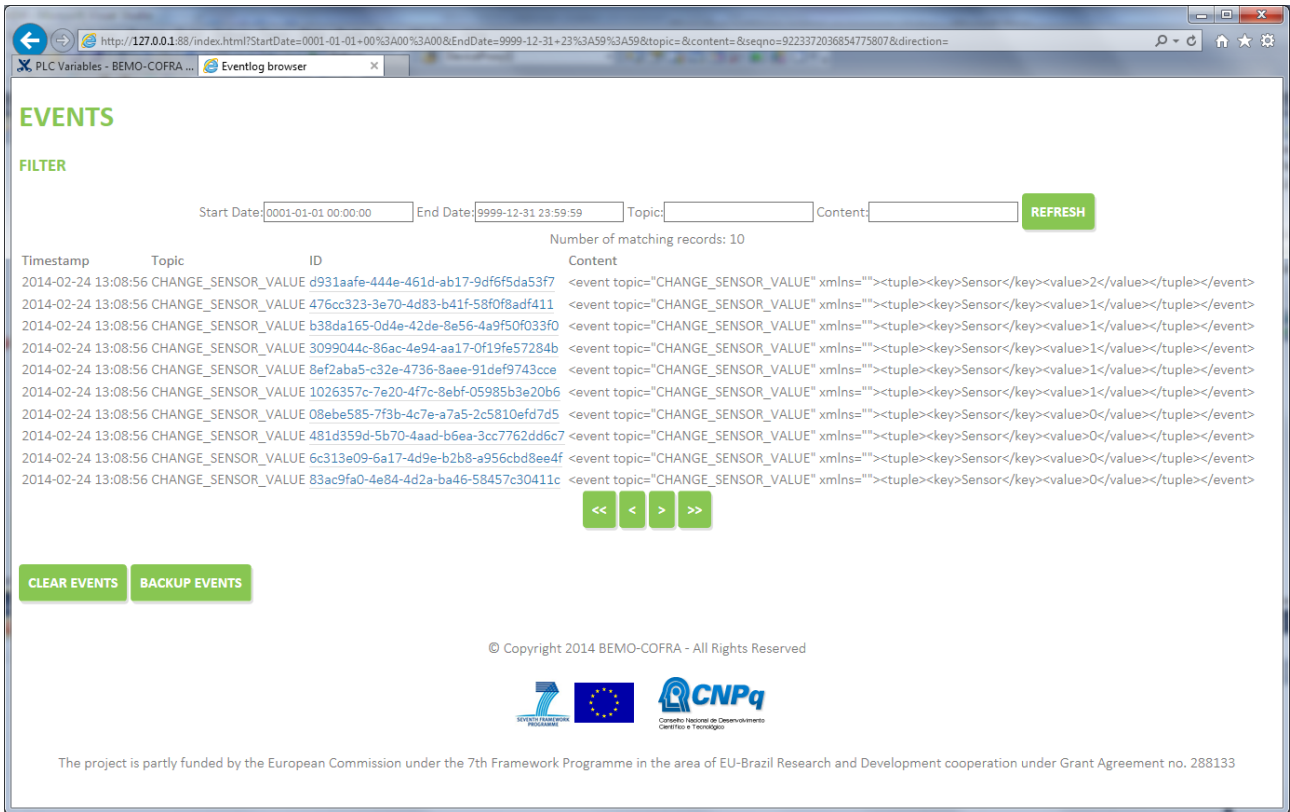 http://127.0.0.1:88/index.html?StartDate=0001-01-01+00%3A00%3A00&EndDate=9999-12-31+23%3A59%3A59&topic=&content=&seqno=9223372036854775807&direction=
PLC Variables - BEMO-COFRA ... Eventlog browser
EVENTS
FILTER
Start Date: 0001-01-01 00:00:00 End Date: 9999-12-31 23:59:59 Topic: Content: REFRESH
Number of matching records: 10
Timestamp Topic ID Content
2014-02-24 13:08:56 CHANGE_SENSOR_VALUE d931aafe-444e-461d-ab17-9df6f5da53f7 <event topic="CHANGE_SENSOR_VALUE" xmlns=""><tuple><key>Sensor</key><value>2</value></tuple></event>
2014-02-24 13:08:56 CHANGE_SENSOR_VALUE 476cc323-3e70-4d83-b41f-58f0f8adf411 <event topic="CHANGE_SENSOR_VALUE" xmlns=""><tuple><key>Sensor</key><value>1</value></tuple></event>
2014-02-24 13:08:56 CHANGE_SENSOR_VALUE b38da165-0d4e-42de-8e56-4a9f50f033f0 <event topic="CHANGE_SENSOR_VALUE" xmlns=""><tuple><key>Sensor</key><value>1</value></tuple></event>
2014-02-24 13:08:56 CHANGE_SENSOR_VALUE 3099044c-86ac-4e94-aa17-0f19fe57284b <event topic="CHANGE_SENSOR_VALUE" xmlns=""><tuple><key>Sensor</key><value>1</value></tuple></event>
2014-02-24 13:08:56 CHANGE_SENSOR_VALUE 8ef2aba5-c32e-4736-8aee-91def9743cce <event topic="CHANGE_SENSOR_VALUE" xmlns=""><tuple><key>Sensor</key><value>1</value></tuple></event>
2014-02-24 13:08:56 CHANGE_SENSOR_VALUE 1026357c-7e20-4f7c-8ebf-05985b3e20b6 <event topic="CHANGE_SENSOR_VALUE" xmlns=""><tuple><key>Sensor</key><value>1</value></tuple></event>
2014-02-24 13:08:56 CHANGE_SENSOR_VALUE 08ebe585-7f3b-4c7e-a7a5-2c5810efd7d5 <event topic="CHANGE_SENSOR_VALUE" xmlns=""><tuple><key>Sensor</key><value>0</value></tuple></event>
2014-02-24 13:08:56 CHANGE_SENSOR_VALUE 481d359d-5b70-4aad-b6ea-3cc7762dd6c7 <event topic="CHANGE_SENSOR_VALUE" xmlns=""><tuple><key>Sensor</key><value>0</value></tuple></event>
2014-02-24 13:08:56 CHANGE_SENSOR_VALUE 6c313e09-6a17-4d9e-b2b8-a956cbd8ee4f <event topic="CHANGE_SENSOR_VALUE" xmlns=""><tuple><key>Sensor</key><value>0</value></tuple></event>
2014-02-24 13:08:56 CHANGE_SENSOR_VALUE 83ac9fa0-4e84-4d2a-ba46-58457c30411c <event topic="CHANGE_SENSOR_VALUE" xmlns=""><tuple><key>Sensor</key><value>0</value></tuple></event>
<< < > >>
CLEAR EVENTS BACKUP EVENTS
© Copyright 2014 BEMO-COFRA - All Rights Reserved
SEVENTH FRAMEWORK
PROGRAMME
CNPq
Conselho Nacional de Desenvolvimento
Científico e Tecnológico
The project is partly funded by the European Commission under the 7th Framework Programme in the area of EU-Brazil Research and Development cooperation under Grant Agreement no. 288133